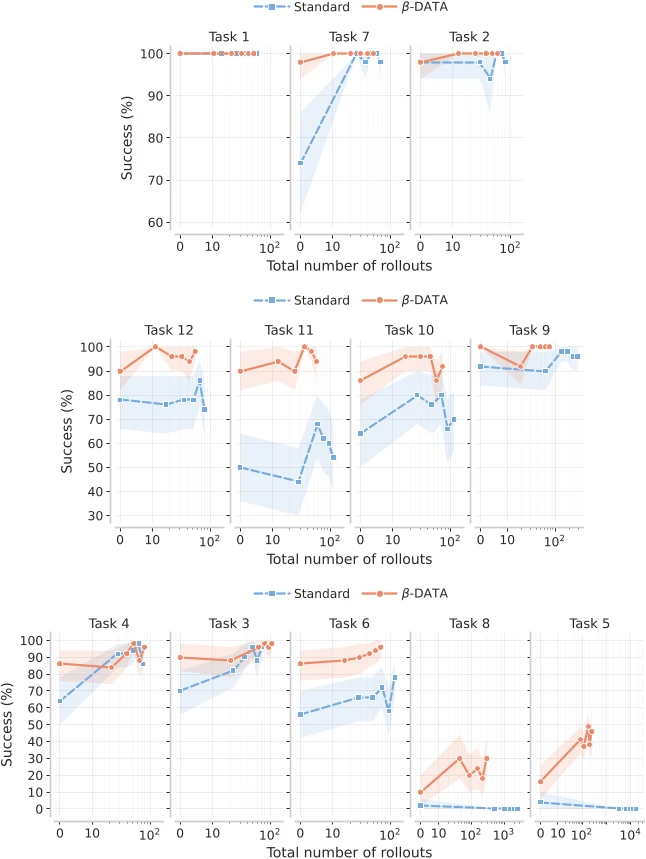 Standard β-DATA
Task 1 Task 7 Task 2
100
90
80
70
60
Success (%)
0 10 10² 0 10 10² 0 10 10²
Total number of rollouts
Standard β-DATA
Task 12 Task 11 Task 10 Task 9
100
90
80
70
60
50
40
30
Success (%)
0 10 10² 0 10 10² 0 10 10² 0 10 10²
Total number of rollouts
Standard β-DATA
Task 4 Task 3 Task 6 Task 8 Task 5
100
90
80
70
60
50
40
30
20
10
0
Success (%)
0 10 10² 0 10 10² 0 10 10² 0 10 10² 10³ 0 10 10² 10³ 10⁴
Total number of rollouts